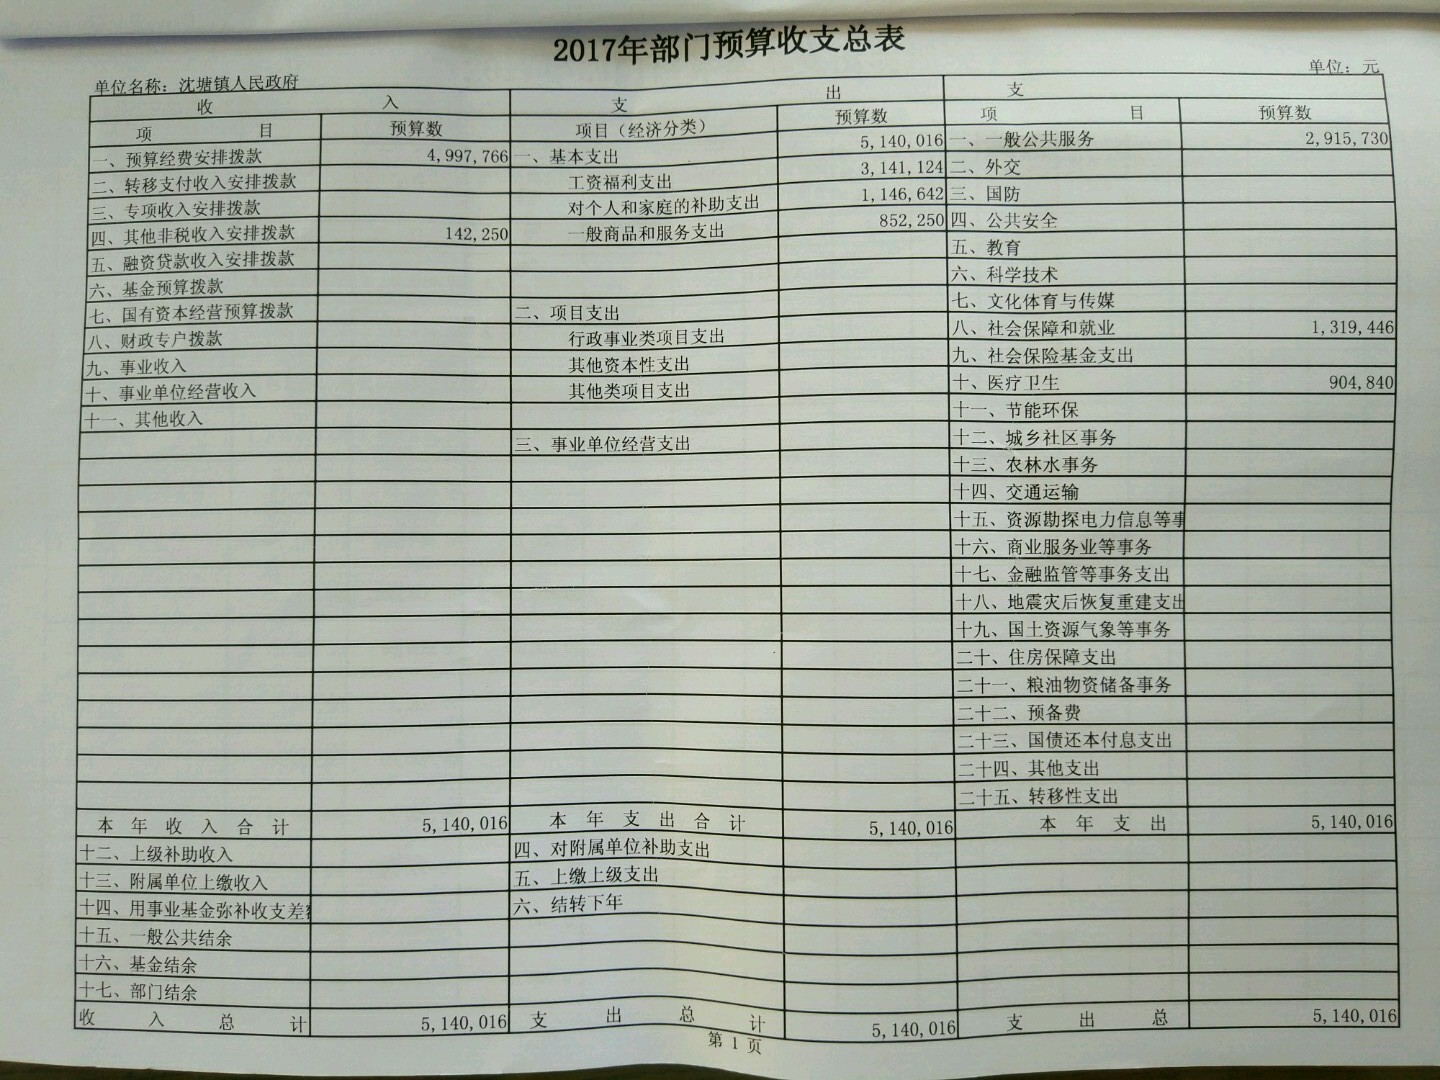 2017年部门预算收支总表
单位名称：沈塘镇人民政府 单位：元
收 入 支 出 支
项 目 预算数 项目（经济分类） 预算数 项 目 预算数
一、预算经费安排拨款 4,997,766 一、基本支出 5,140,016 一、一般公共服务 2,915,730
二、转移支付收入安排拨款 工资福利支出 3,141,124 二、外交
三、专项收入安排拨款 对个人和家庭的补助支出 1,146,642 三、国防
四、其他非税收入安排拨款 142,250 一般商品和服务支出 852,250 四、公共安全
五、融资贷款收入安排拨款 五、教育
六、基金预算拨款 六、科学技术
七、国有资本经营预算拨款 二、项目支出 七、文化体育与传媒
八、财政专户拨款 行政事业类项目支出 八、社会保障和就业 1,319,446
九、事业收入 其他资本性支出 九、社会保险基金支出
十、事业单位经营收入 其他类项目支出 十、医疗卫生 904,840
十一、其他收入 十一、节能环保
三、事业单位经营支出 十二、城乡社区事务
十三、农林水事务
十四、交通运输
十五、资源勘探电力信息等事
十六、商业服务业等事务
十七、金融监管等事务支出
十八、地震灾后恢复重建支出
十九、国土资源气象等事务
二十、住房保障支出
二十一、粮油物资储备事务
二十二、预备费
二十三、国债还本付息支出
二十四、其他支出
二十五、转移性支出
本 年 收 入 合 计 5,140,016 本 年 支 出 合 计 5,140,016 本 年 支 出 5,140,016
十二、上级补助收入 四、对附属单位补助支出
十三、附属单位上缴收入 五、上缴上级支出
十四、用事业基金弥补收支差 六、结转下年
十五、一般公共结余
十六、基金结余
十七、部门结余
收 入 总 计 5,140,016 支 出 总 计 5,140,016 支 出 总 5,140,016
第 1 页